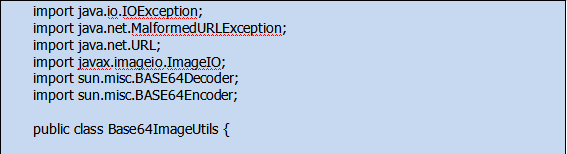 import java.io.IOException;
import java.net.MalformedURLException;
import java.net.URL;
import javax.imageio.ImageIO;
import sun.misc.BASE64Decoder;
import sun.misc.BASE64Encoder;
public class Base64ImageUtils {